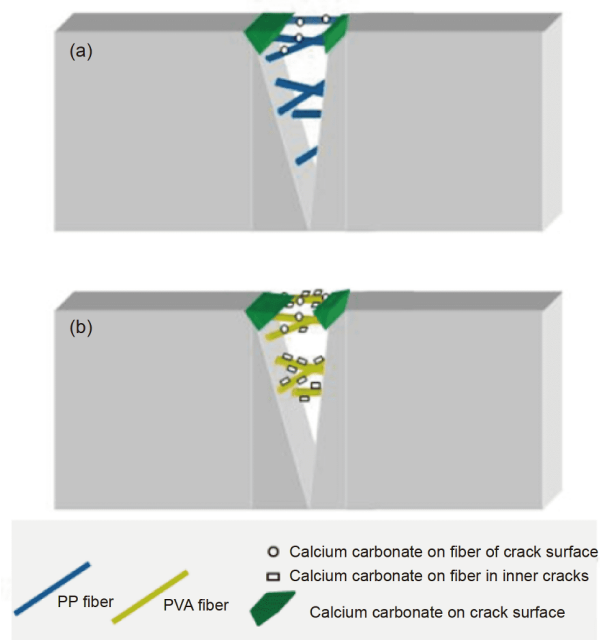 (a)
(b)
Calcium carbonate on fiber of crack surface
Calcium carbonate on fiber in inner cracks
PP fiber
PVA fiber
Calcium carbonate on crack surface